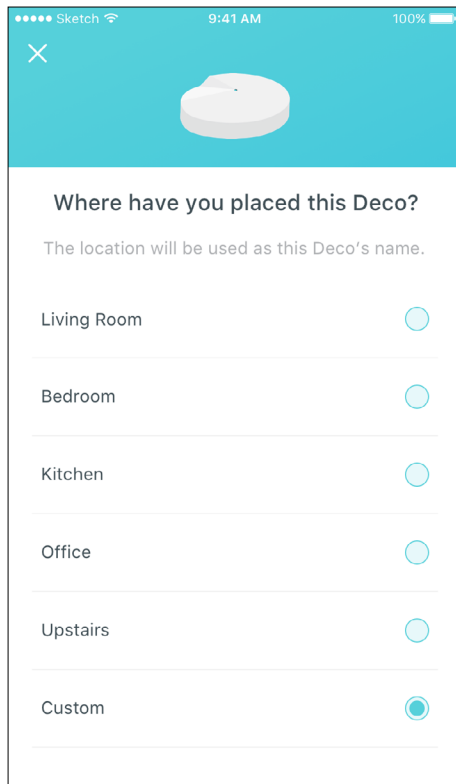 Sketch 9:41 AM 100%
Where have you placed this Deco?
The location will be used as this Deco's name.
Living Room
Bedroom
Kitchen
Office
Upstairs
Custom